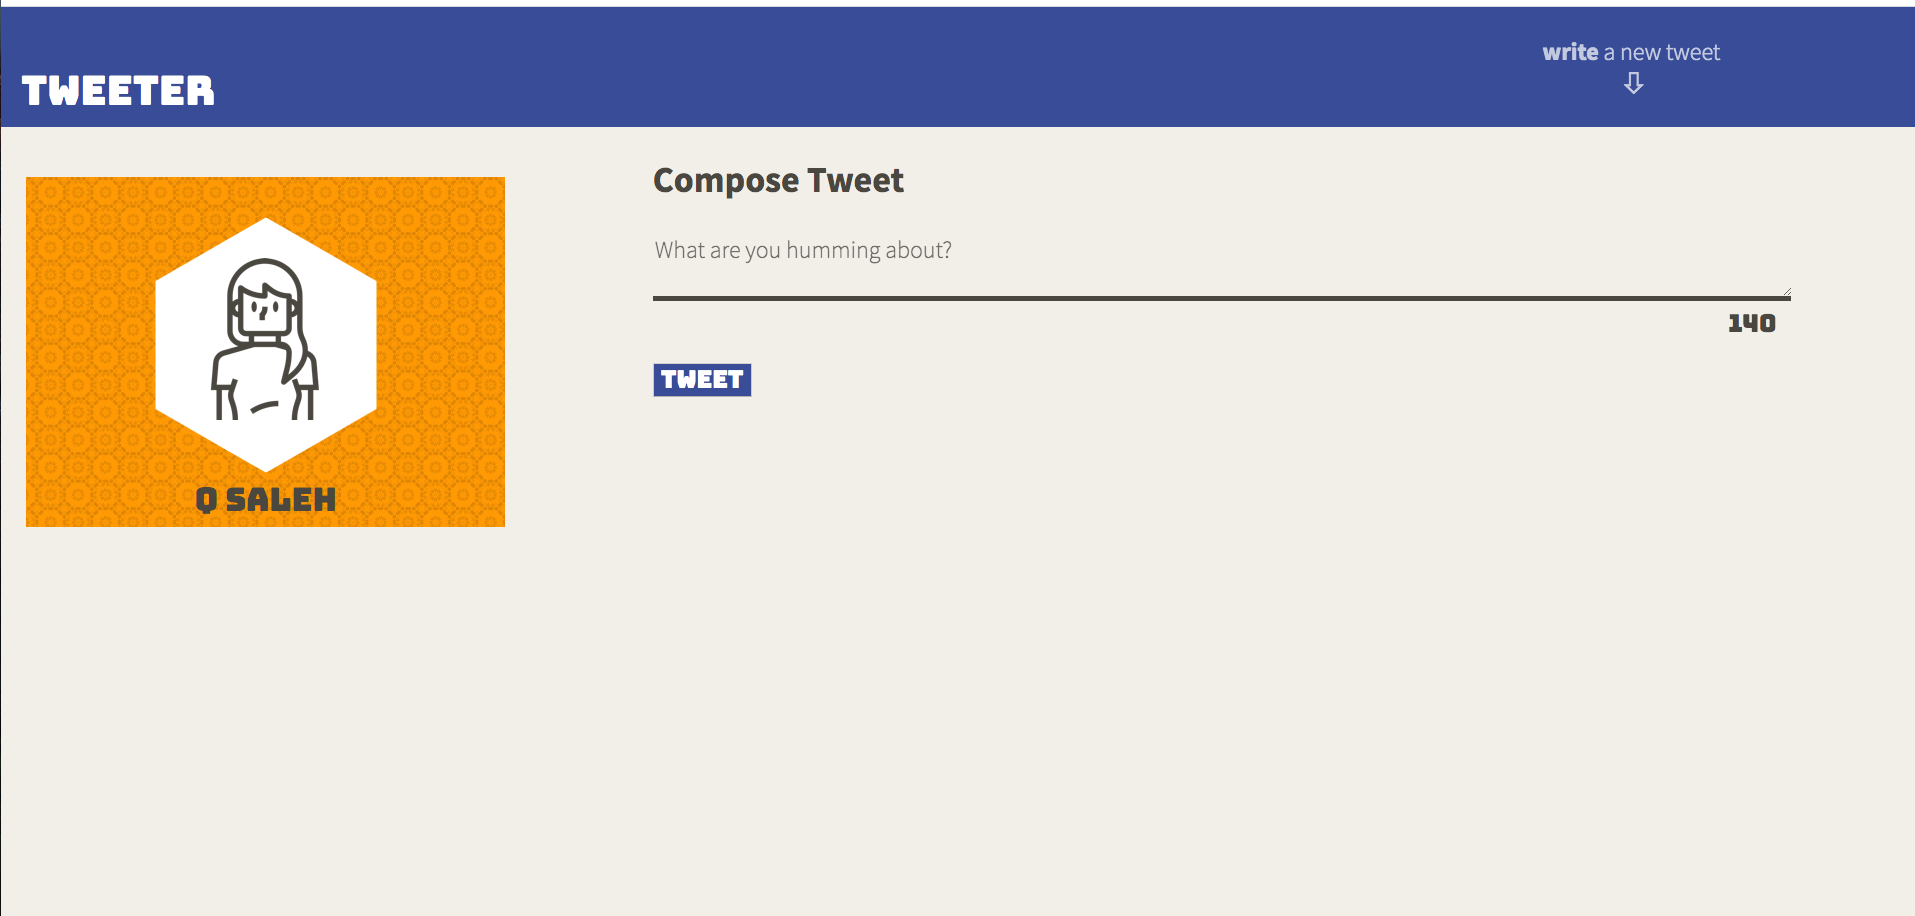 write a new tweet
TWEETER
Q SALEH
Compose Tweet
What are you humming about?
140
TWEET